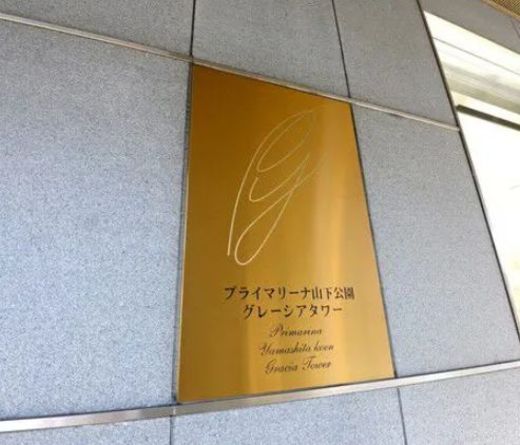 プライマリーナ山下公園
グレーシアタワー
Primarina
Yamashita koen
Gracia Tower